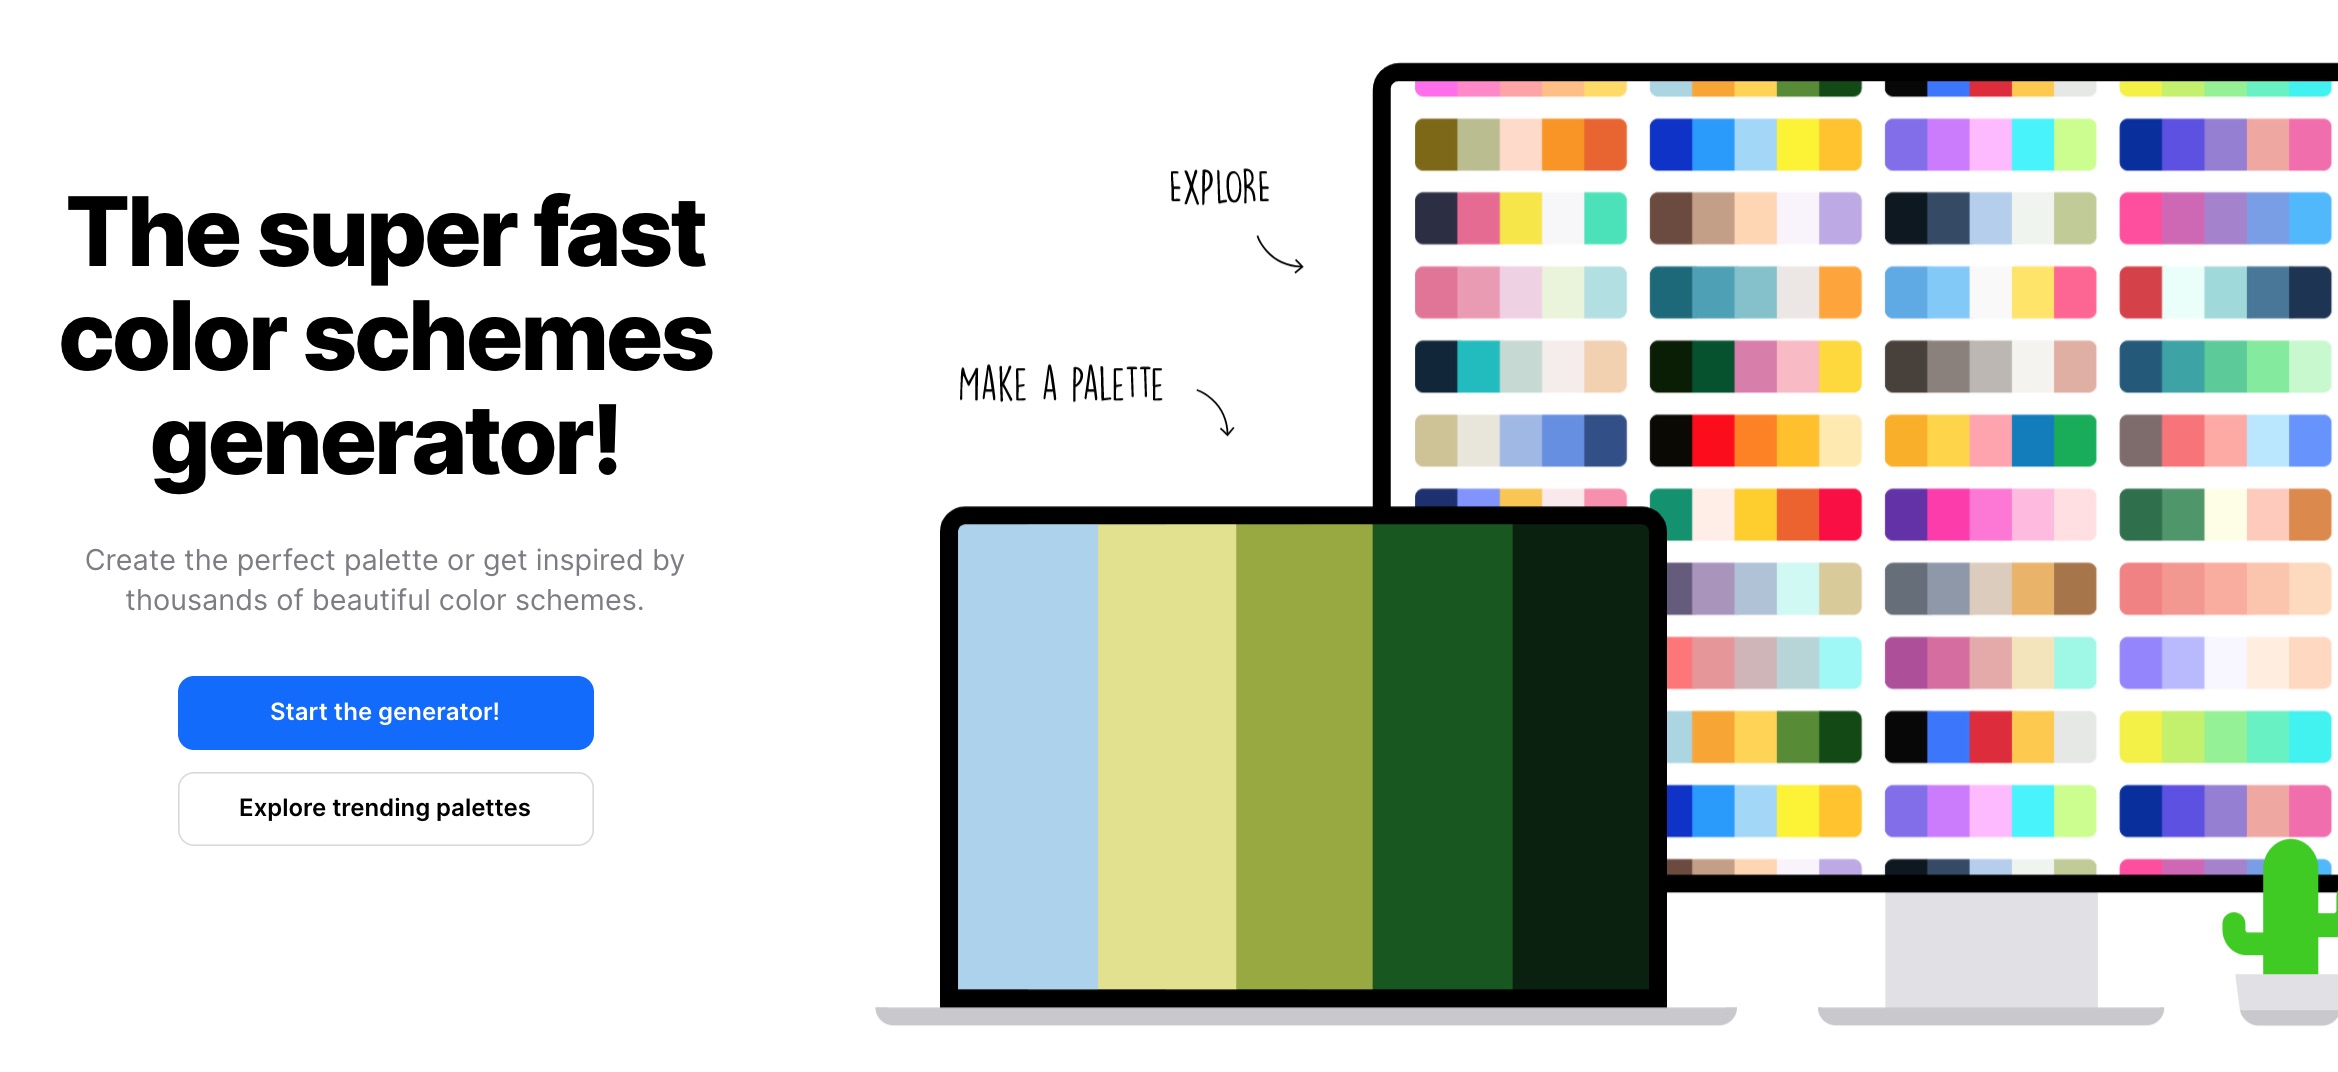 The super fast
color schemes
generator!
Create the perfect palette or get inspired by
thousands of beautiful color schemes.
Start the generator!
Explore trending palettes
EXPLORE
MAKE A PALETTE